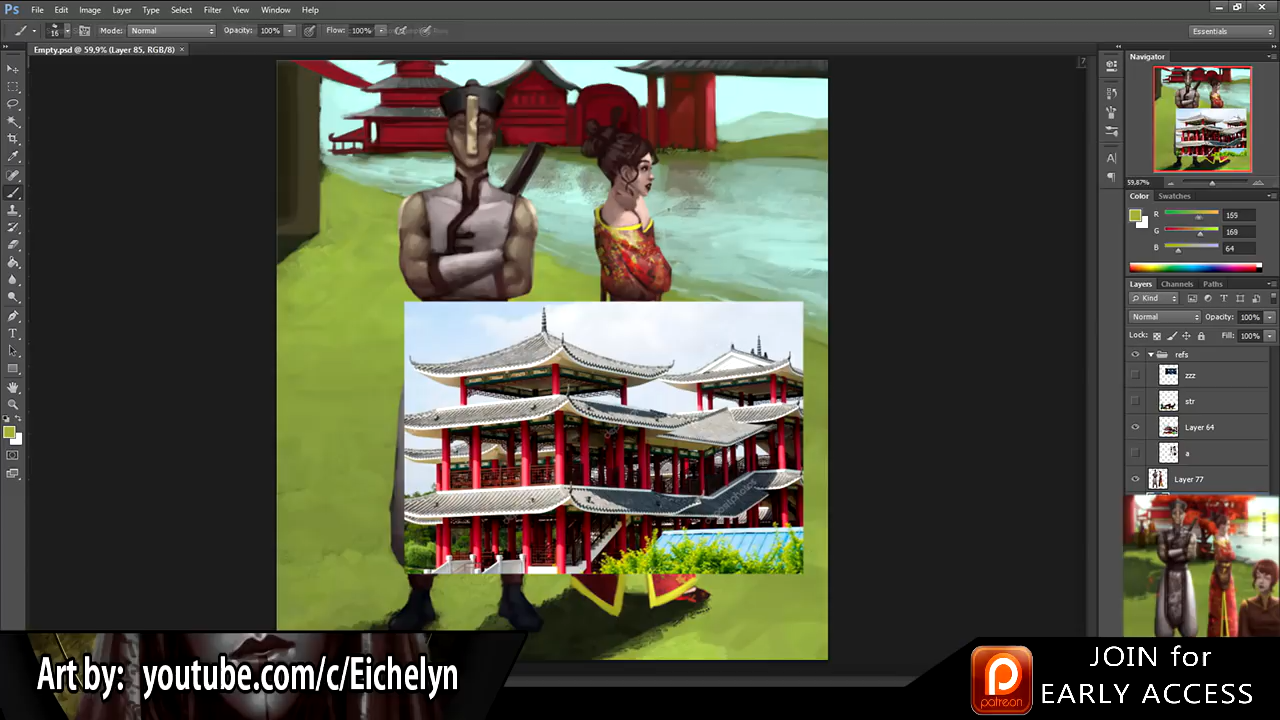 Ps File Edit Image Layer Type Select Filter View Window Help
16 Mode: Normal Opacity: 100% Flow: 100% Essentials
Empty.psd @ 59,9% (Layer 85, RGB/8) ×
7
Navigator
59,87%
Color Swatches
R 159
G 169
B 64
Layers Channels Paths
Kind
Normal Opacity: 100%
Lock: Fill: 100%
refs
zzz
str
Layer 64
a
Layer 77
Art by: youtube.com/c/Eichelyn
JOIN for
EARLY ACCESS
patreon